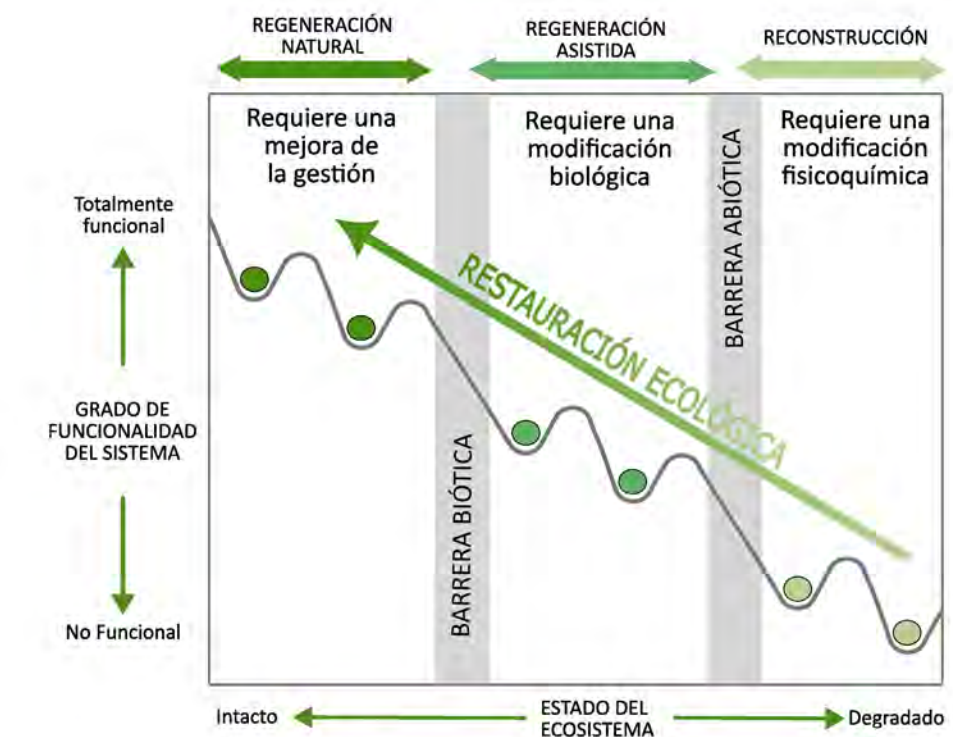 REGENERACIÓN
NATURAL
REGENERACIÓN
ASISTIDA
RECONSTRUCCIÓN
Requiere una
mejora de
la gestión
Requiere una
modificación
biológica
Requiere una
modificación
fisicoquímica
Totalmente
funcional
GRADO DE
FUNCIONALIDAD
DEL SISTEMA
No Funcional
BARRERA BIÓTICA
RESTAURACIÓN ECOLÓGICA
BARRERA ABIÓTICA
Intacto
ESTADO DEL
ECOSISTEMA
Degradado